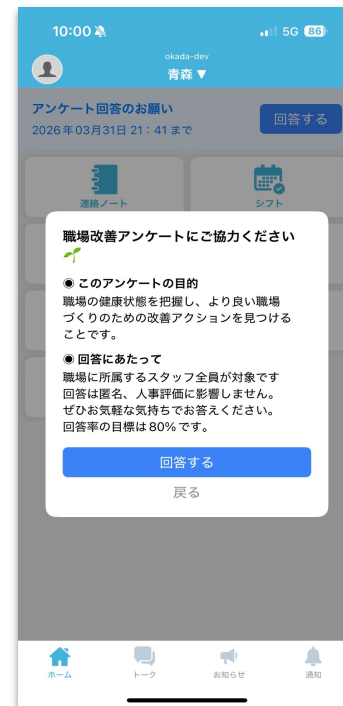 10:00
5G 86
okada-dev
青森 ▼
アンケート回答のお願い
2026年03月31日 21：41 まで
回答する
連絡ノート
シフト
職場改善アンケートにご協力ください
🌱
◉ このアンケートの目的
職場の健康状態を把握し、より良い職場
づくりのための改善アクションを見つける
ことです。
◉ 回答にあたって
職場に所属するスタッフ全員が対象です
回答は匿名、人事評価に影響しません。
ぜひお気軽な気持ちでお答えください。
回答率の目標は80%です。
回答する
戻る
ホーム
トーク
お知らせ
通知